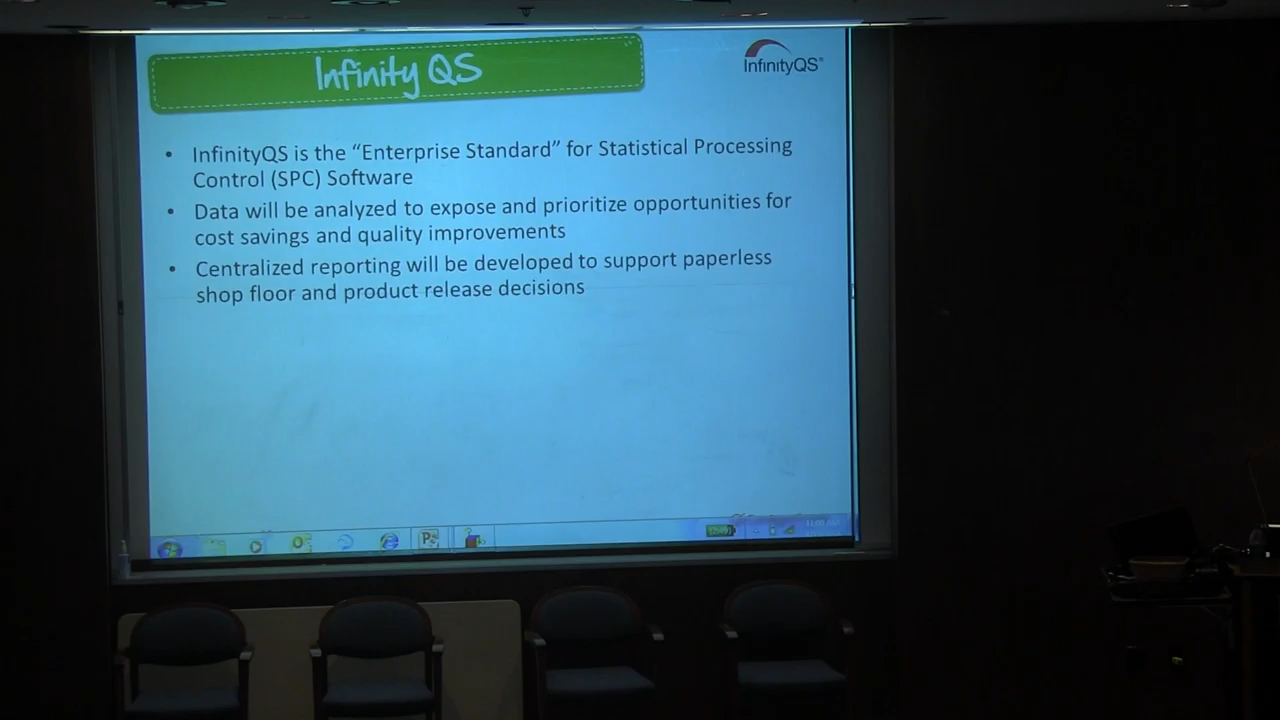 Infinity QS
InfinityQS®
• InfinityQS is the “Enterprise Standard” for Statistical Processing
Control (SPC) Software
• Data will be analyzed to expose and prioritize opportunities for
cost savings and quality improvements
• Centralized reporting will be developed to support paperless
shop floor and product release decisions